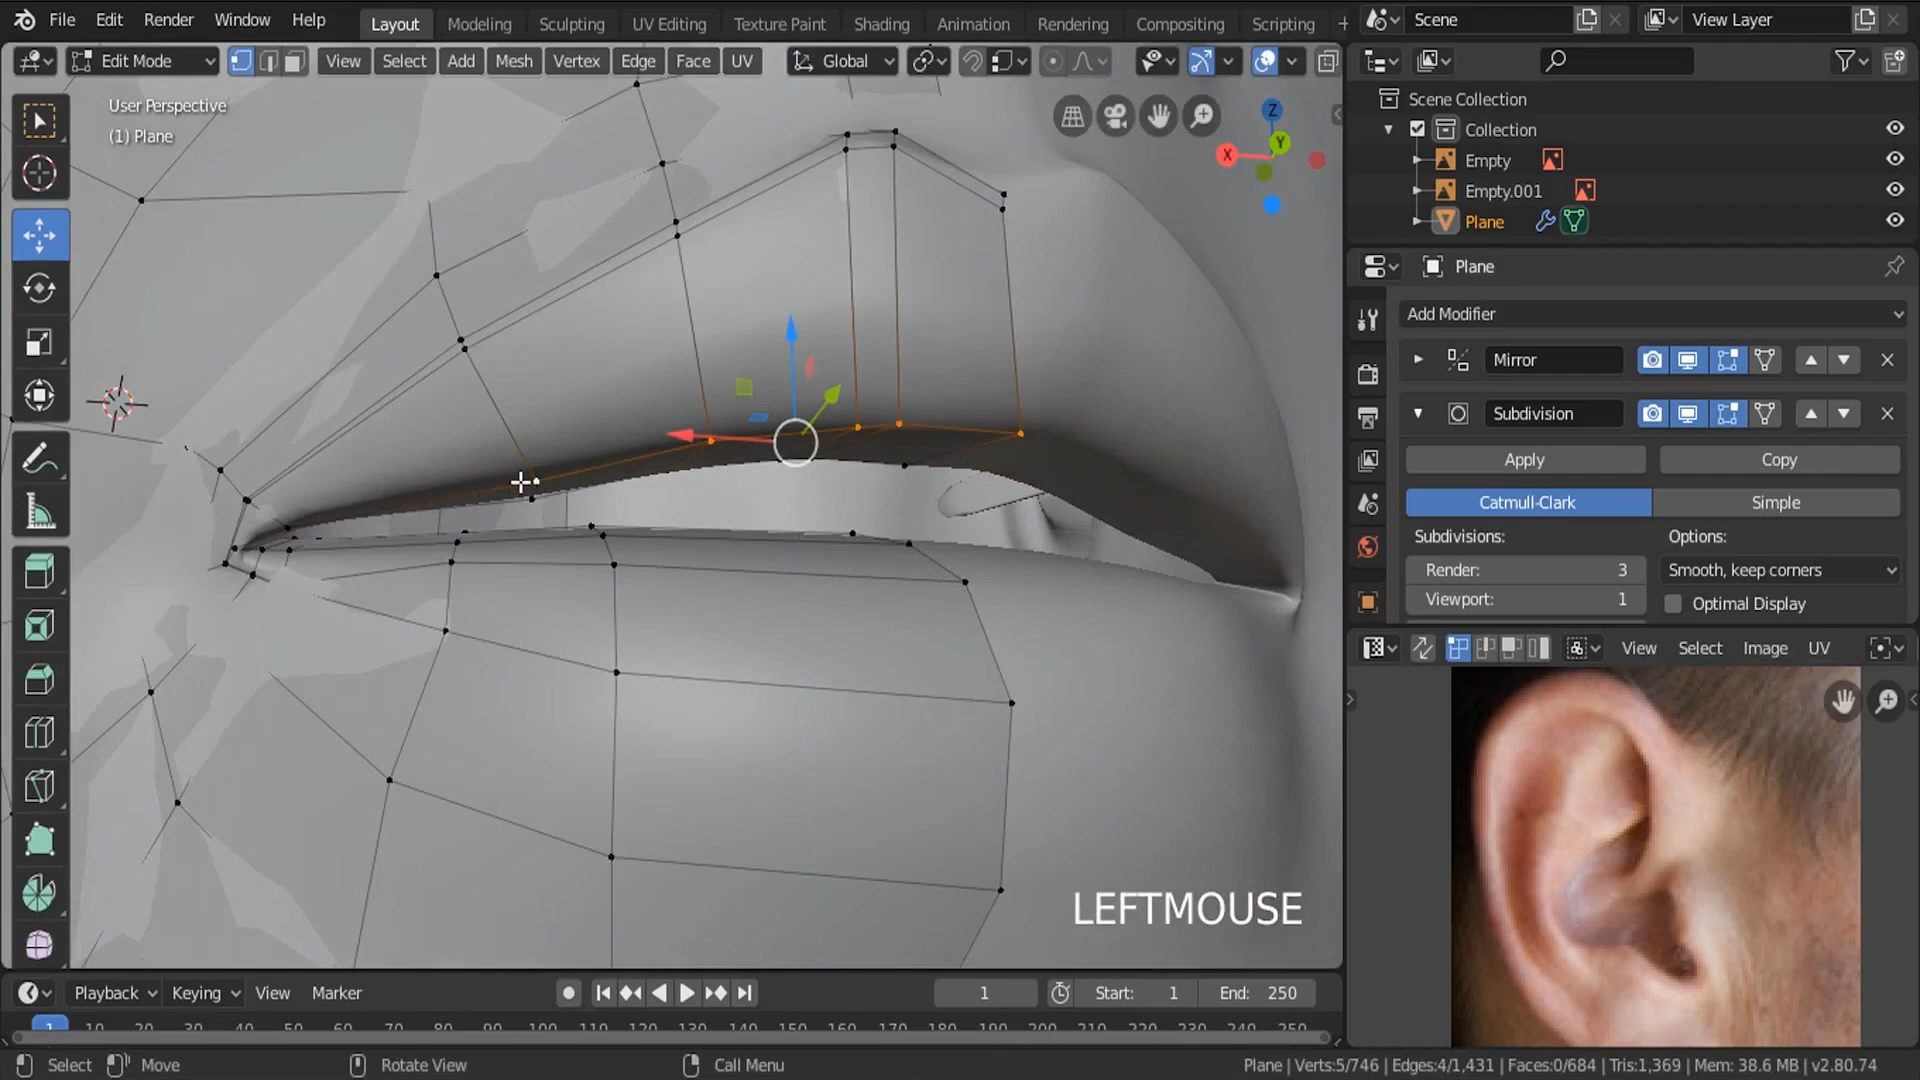 File Edit Render Window Help Layout Modeling Sculpting UV Editing Texture Paint Shading Animation Rendering Compositing Scripting + Scene View Layer
Edit Mode View Select Add Mesh Vertex Edge Face UV Global
User Perspective
(1) Plane
Z
Y
X
Scene Collection
Collection
Empty
Empty.001
Plane
Plane
Add Modifier
Mirror
Subdivision
Apply Copy
Catmull-Clark Simple
Subdivisions: Options:
Render: 3 Smooth, keep corners
Viewport: 1 Optimal Display
View Select Image UV
LEFTMOUSE
Playback Keying View Marker 1 Start: 1 End: 250
1 10 20 30 40 50 60 70 80 90 100 110 120 130 140 150 160 170 180 190 200 210 220 230 240 250
Select Move Rotate View Call Menu Plane | Verts:5/746 | Edges:4/1,431 | Faces:0/684 | Tris:1,369 | Mem: 38.6 MB | v2.80.74